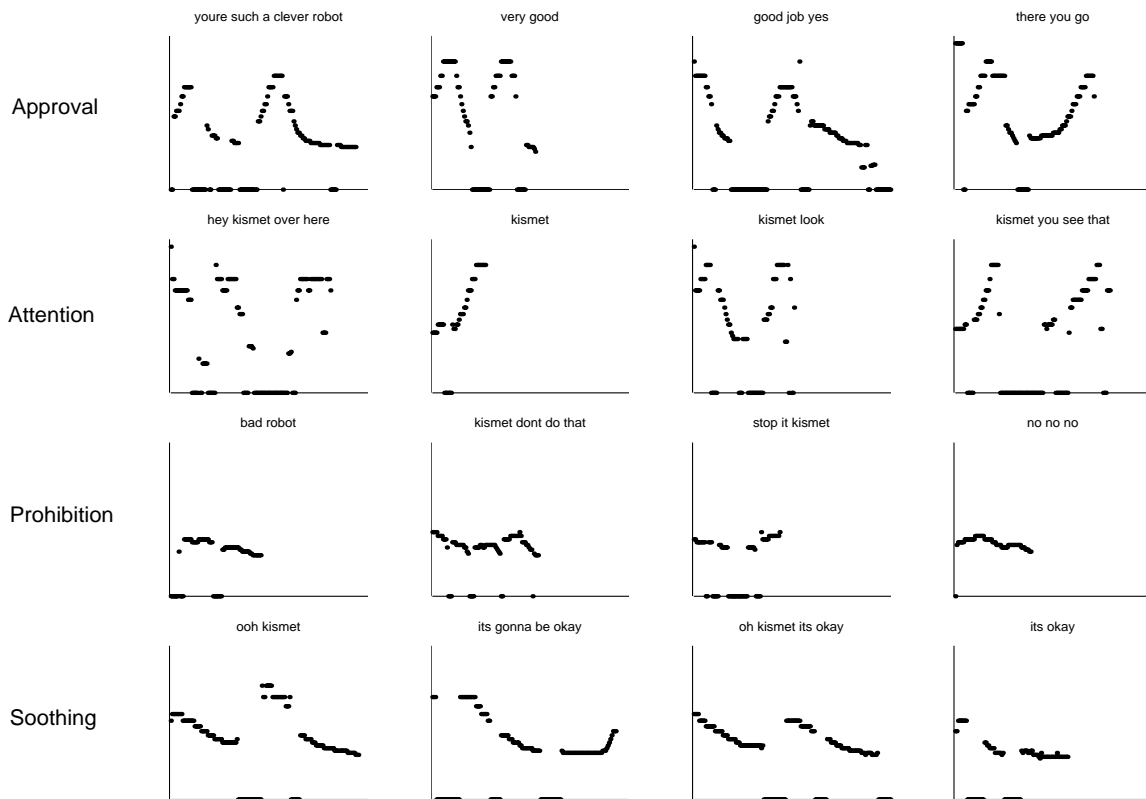 youre such a clever robot
very good
good job yes
there you go
Approval
hey kismet over here
kismet
kismet look
kismet you see that
Attention
bad robot
kismet dont do that
stop it kismet
no no no
Prohibition
ooh kismet
its gonna be okay
oh kismet its okay
its okay
Soothing